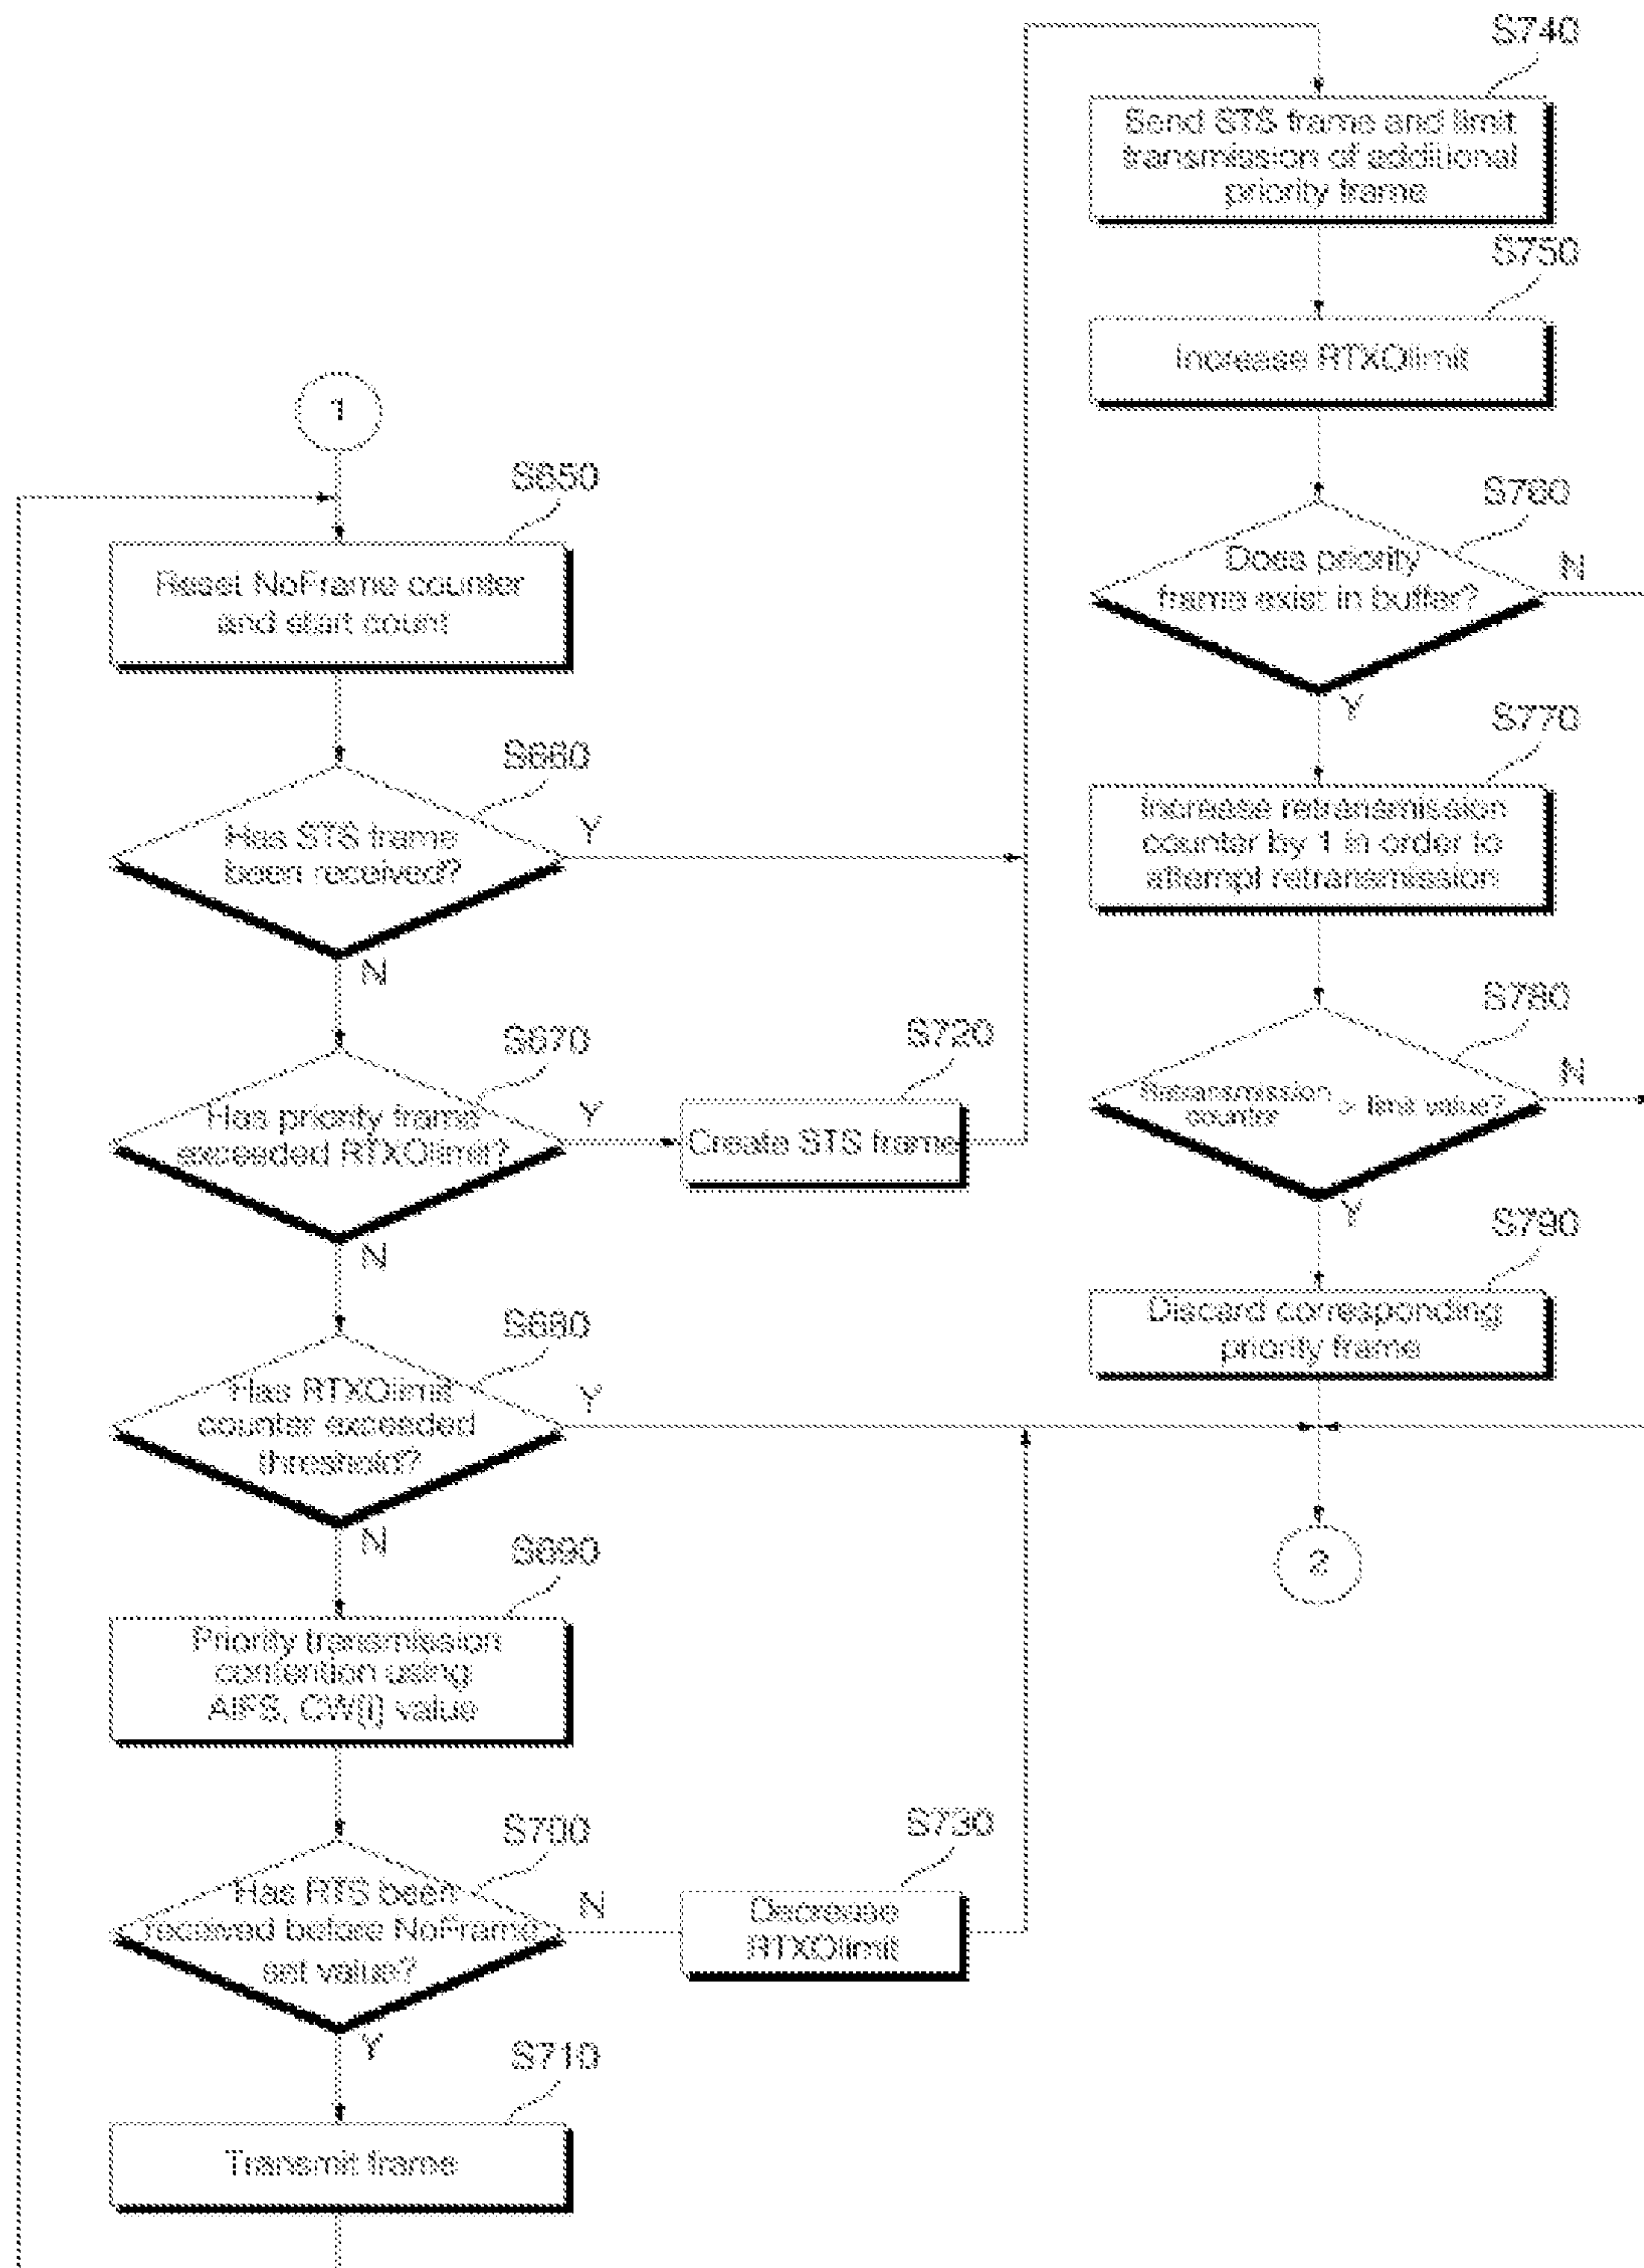 1
S650
Reset NoFrame counter
and start count
S660
Has STS frame
been received?
Y
N
S670
Has priority frame
exceeded RTXOlimit?
Y
N
S720
Create STS frame
S680
Has RTXOlimit
counter exceeded
threshold?
Y
N
S690
Priority transmission
contention using
AIFS, CW[i] value
S700
Has RTS been
received before NoFrame
set value?
N
Y
S730
Decrease
RTXOlimit
S710
Transmit frame
S740
Send STS frame and limit
transmission of additional
priority frame
S750
Increase RTXOlimit
S760
Does priority
frame exist in buffer?
N
Y
S770
Increase retransmission
counter by 1 in order to
attempt retransmission
S780
Retransmission
counter > limit value?
N
Y
S790
Discard corresponding
priority frame
2